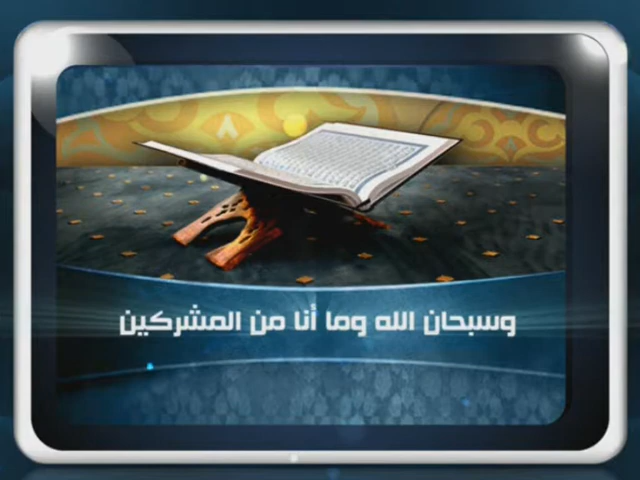 وسبحان الله وما أنا من المشركين